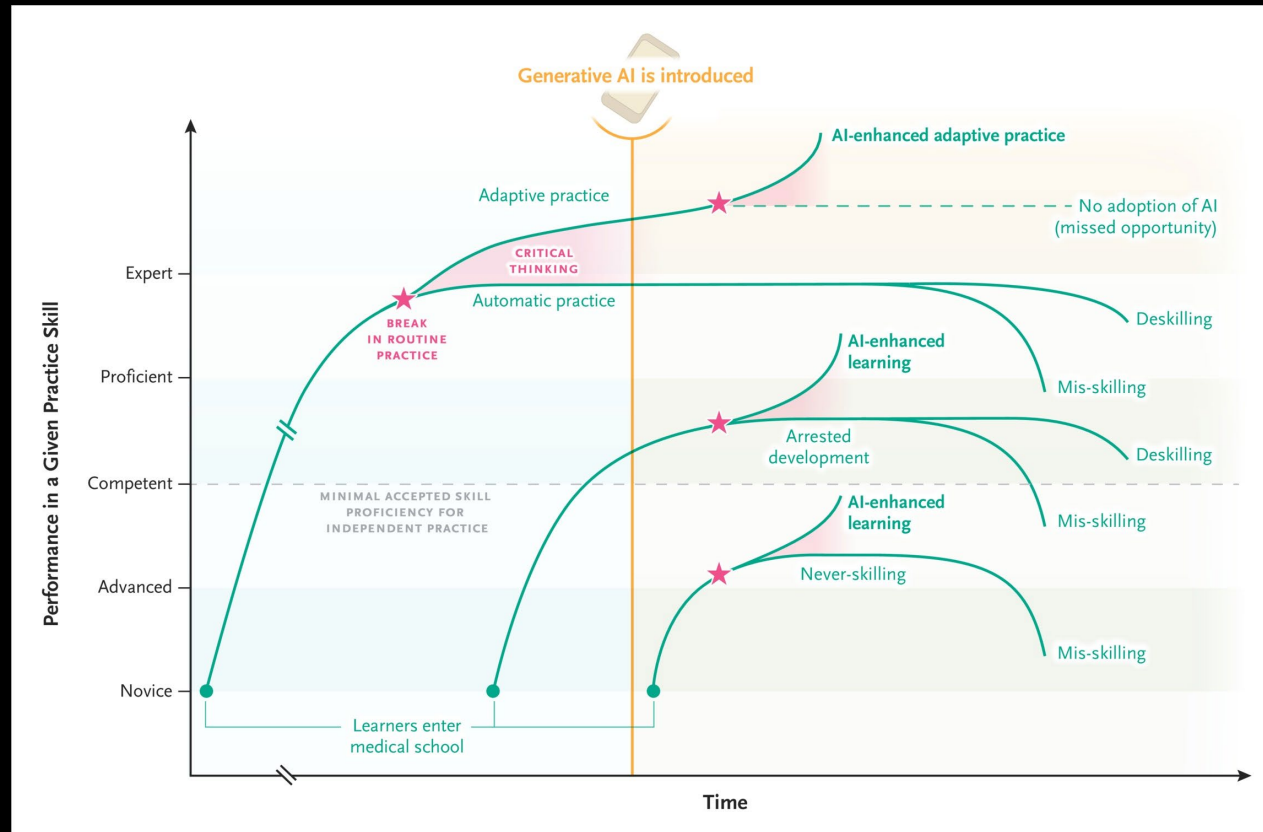 Generative AI is introduced
AI-enhanced adaptive practice
Adaptive practice
No adoption of AI
(missed opportunity)
CRITICAL
THINKING
Expert
Automatic practice
BREAK
IN ROUTINE
PRACTICE
Deskilling
AI-enhanced
learning
Proficient
Mis-skilling
Arrested
development
Deskilling
Competent
MINIMAL ACCEPTED SKILL
PROFICIENCY FOR
INDEPENDENT PRACTICE
AI-enhanced
learning
Mis-skilling
Advanced
Never-skilling
Mis-skilling
Novice
Learners enter
medical school
Performance in a Given Practice Skill
Time